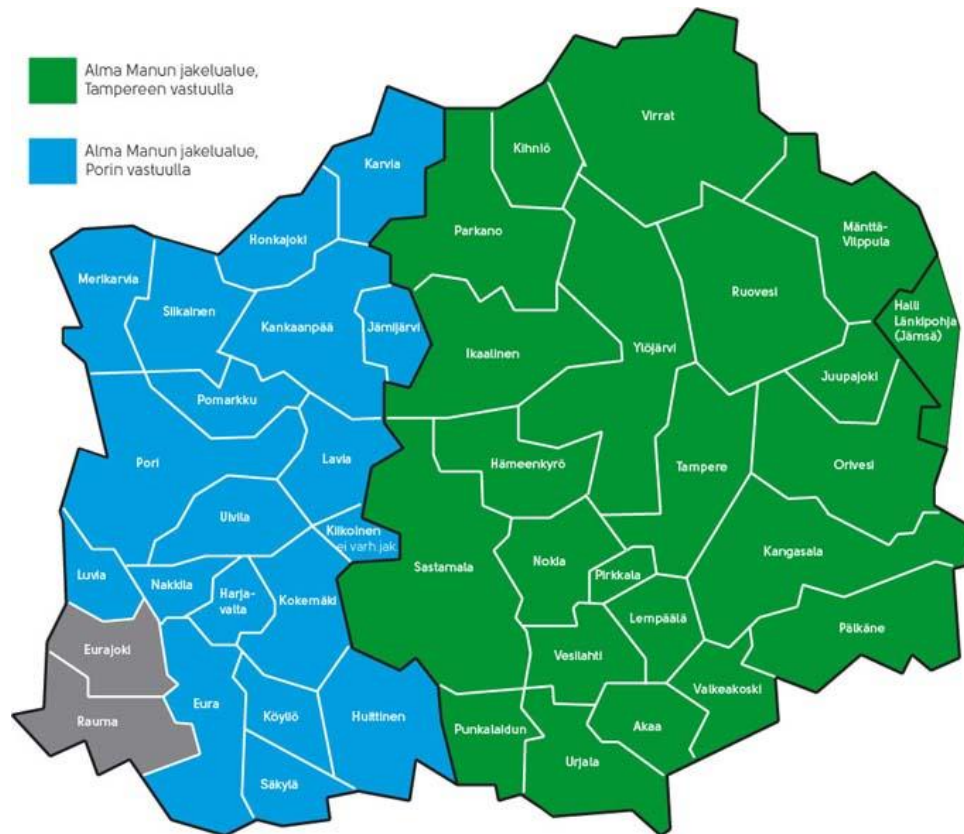 Alma Manun jakelualue,
Tampereen vastuulla
Alma Manun jakelualue,
Porin vastuulla
Virrat
Kihniö
Karvia
Parkano
Mänttä-
Vilppula
Honkajoki
Merikarvia
Siikainen
Kankaanpää
Jämijärvi
Ruovesi
Halli
Länkipohja
(Jämsä)
Ikaalinen
Ylöjärvi
Juupajoki
Pomarkku
Pori
Lavia
Hämeenkyrö
Tampere
Orivesi
Ulvila
Kiikoinen
ei varh.jak.
Sastamala
Nokia
Pirkkala
Kangasala
Luvia
Nakkila
Harja-
valta
Kokemäki
Lempäälä
Pälkäne
Eurajoki
Vesilahti
Valkeakoski
Rauma
Eura
Köyliö
Huittinen
Punkalaidun
Akaa
Urjala
Säkylä